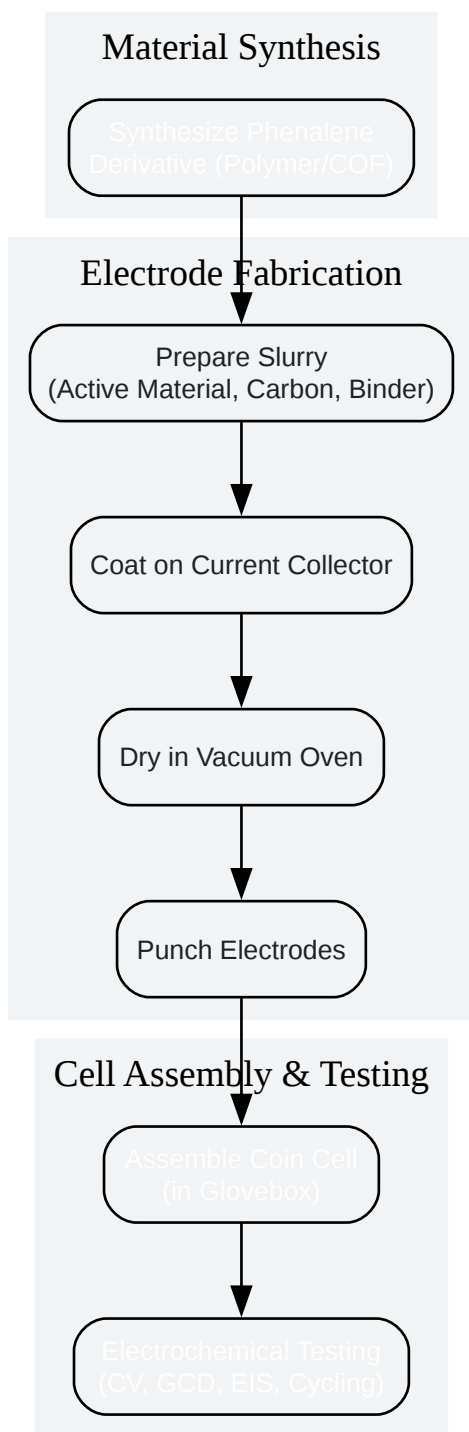 Material Synthesis
Synthesize Phenalene
Derivative (Polymer/COF)
Electrode Fabrication
Prepare Slurry
(Active Material, Carbon, Binder)
Coat on Current Collector
Dry in Vacuum Oven
Punch Electrodes
Cell Assembly & Testing
Assemble Coin Cell
(in Glovebox)
Electrochemical Testing
(CV, GCD, EIS, Cycling)